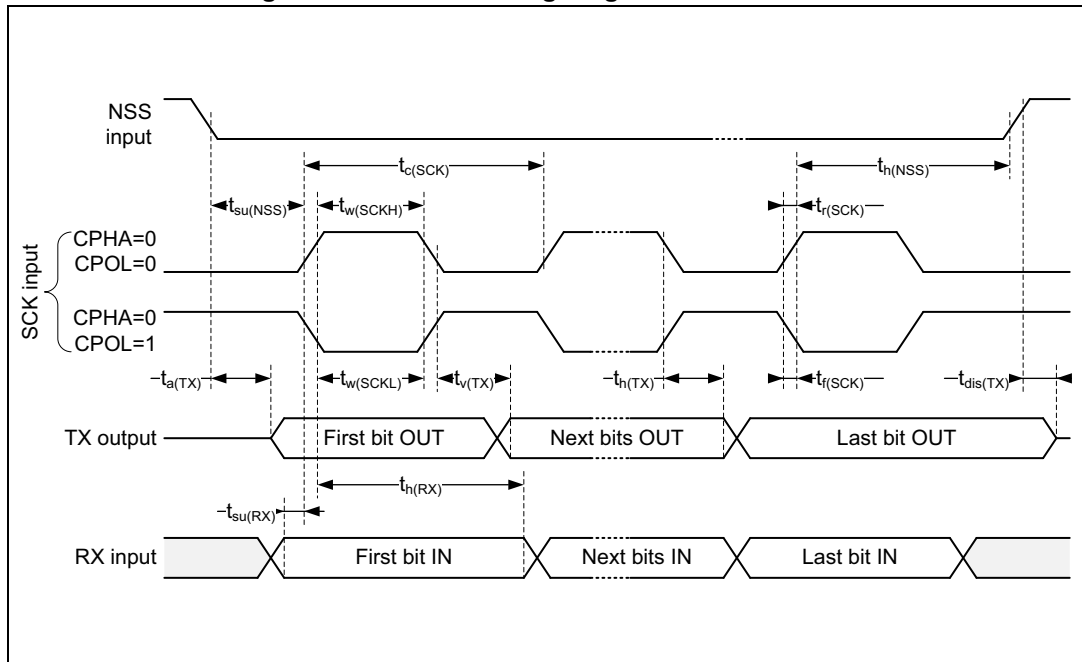 NSS
input
tc(SCK)
th(NSS)
tsu(NSS)
tw(SCKH)
tr(SCK)
SCK input
CPHA=0
CPOL=0
CPHA=0
CPOL=1
ta(TX)
tw(SCKL)
tv(TX)
th(TX)
tf(SCK)
tdis(TX)
TX output
First bit OUT
Next bits OUT
Last bit OUT
th(RX)
tsu(RX)
RX input
First bit IN
Next bits IN
Last bit IN